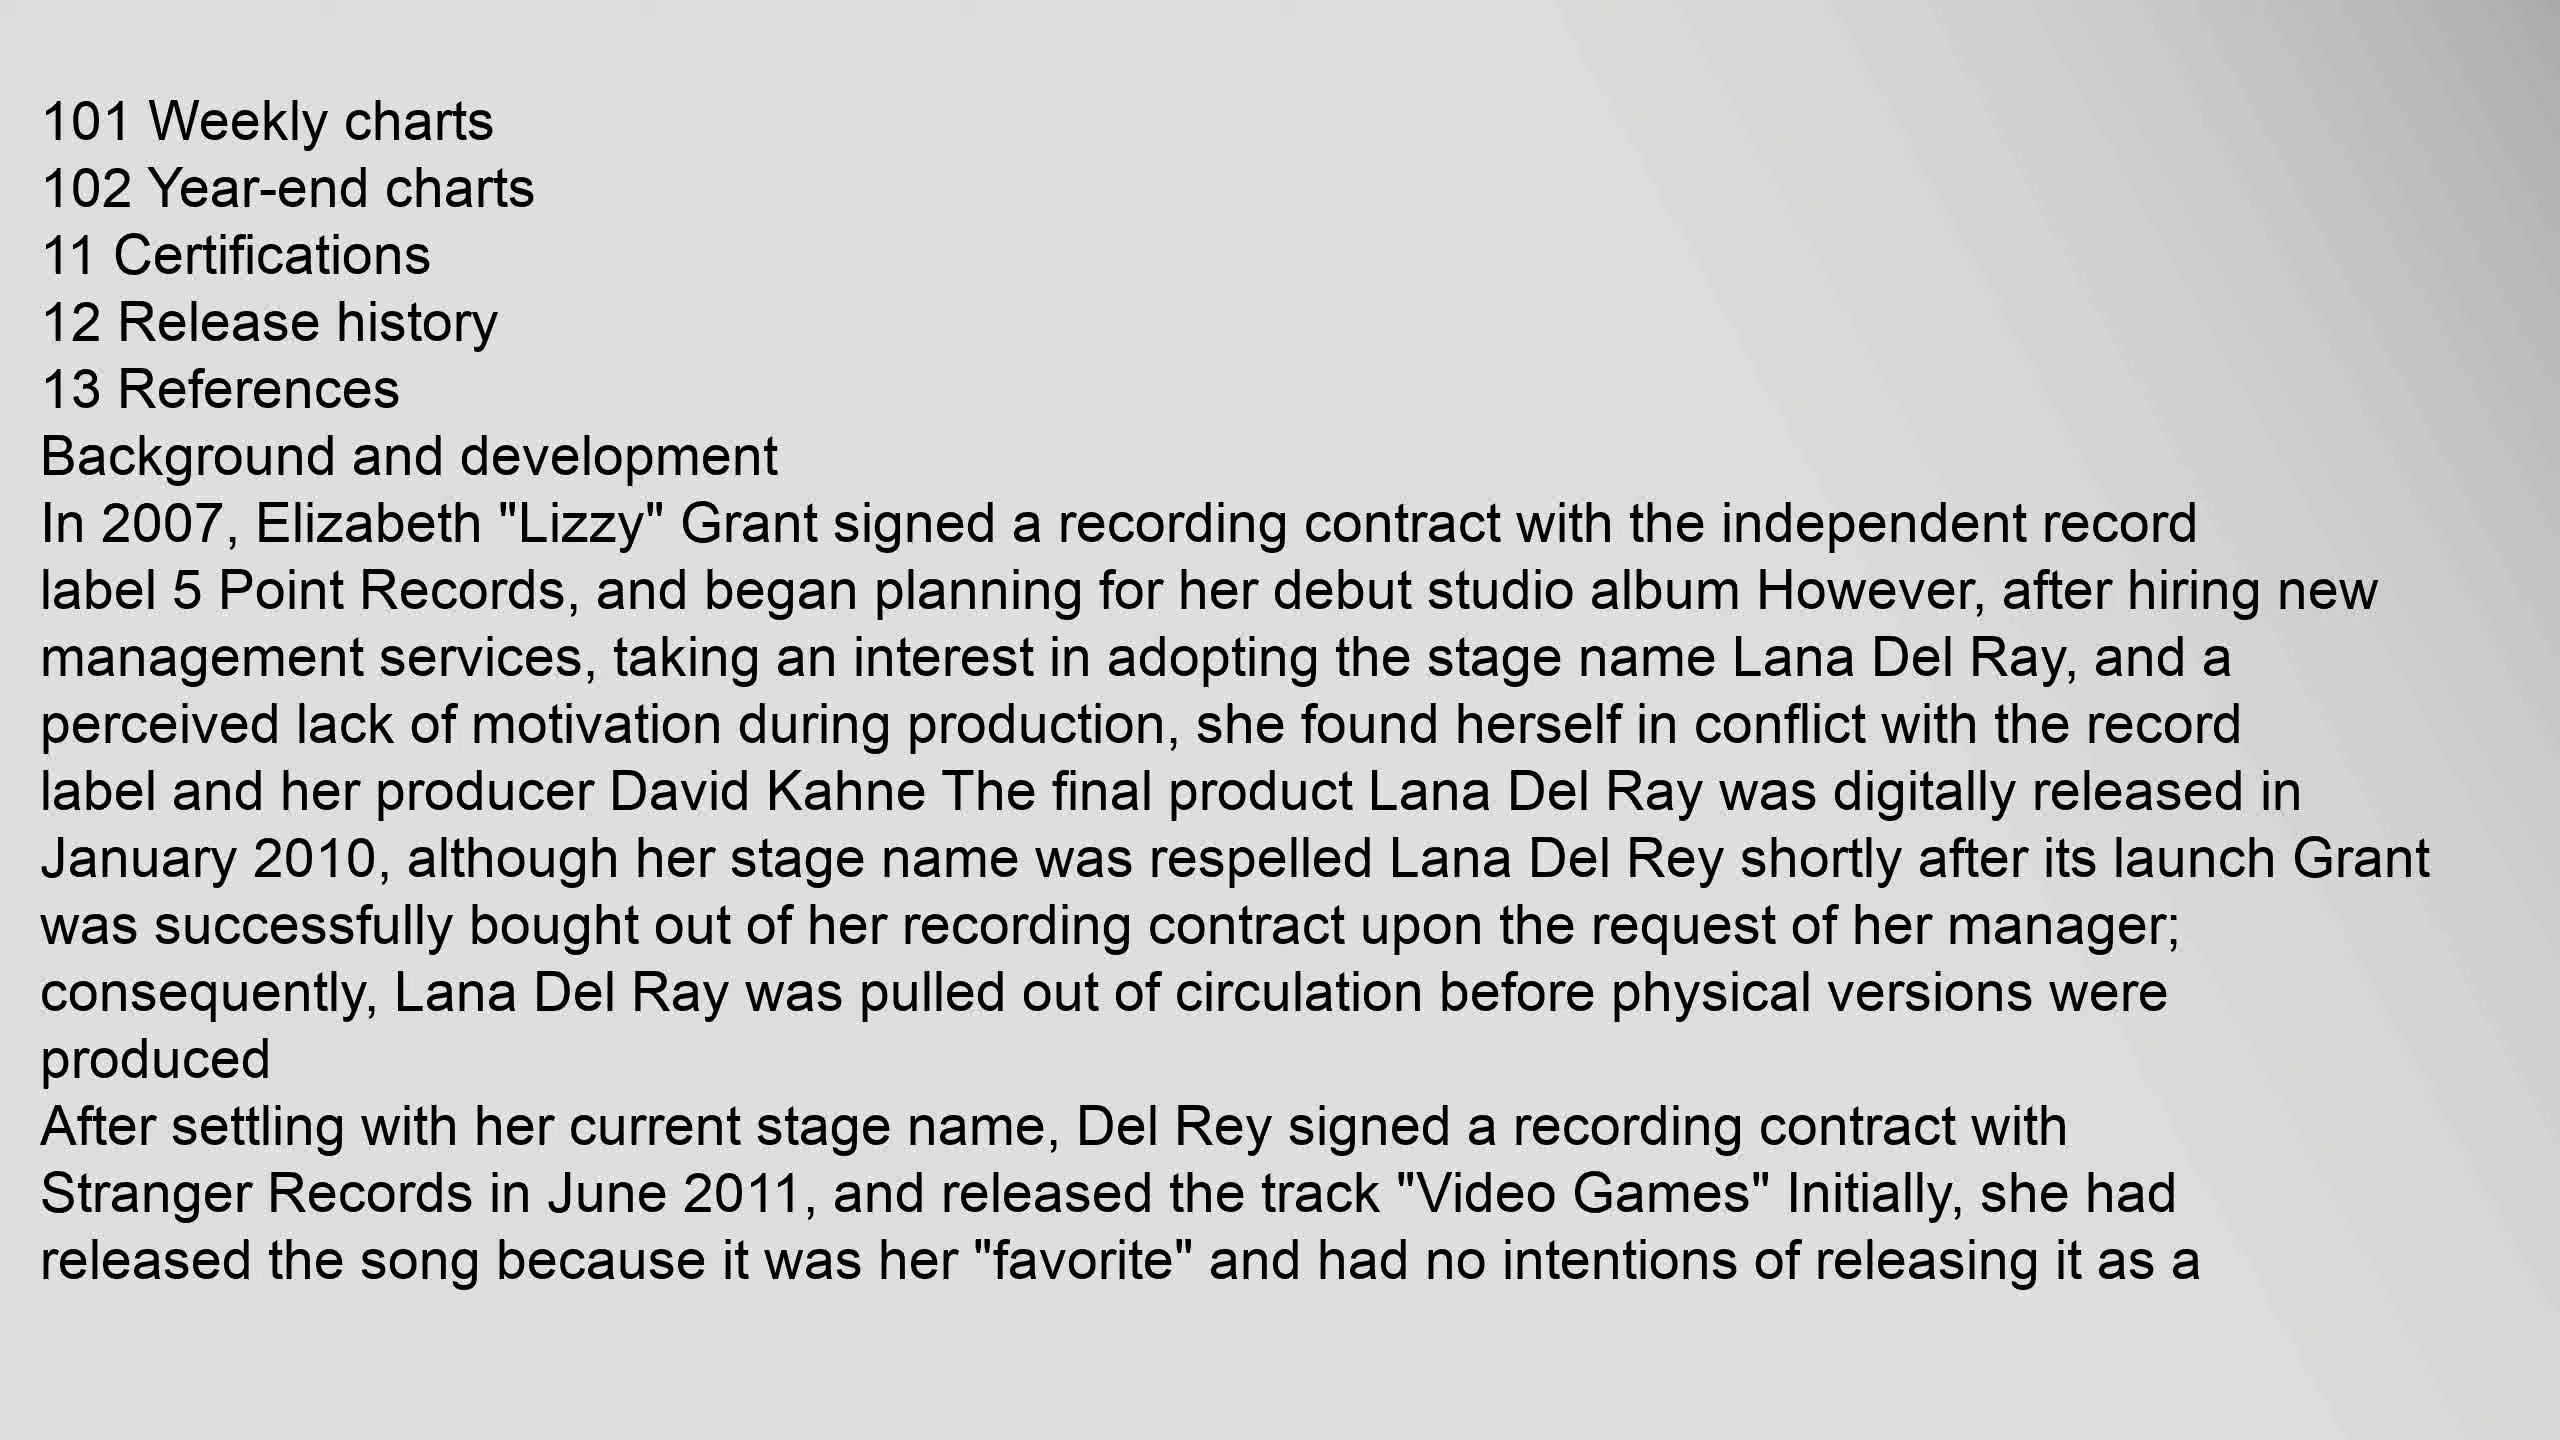 101 Weekly charts
102 Year-end charts
11 Certifications
12 Release history
13 References
Background and development
In 2007, Elizabeth "Lizzy" Grant signed a recording contract with the independent record
label 5 Point Records, and began planning for her debut studio album However, after hiring new
management services, taking an interest in adopting the stage name Lana Del Ray, and a
perceived lack of motivation during production, she found herself in conflict with the record
label and her producer David Kahne The final product Lana Del Ray was digitally released in
January 2010, although her stage name was respelled Lana Del Rey shortly after its launch Grant
was successfully bought out of her recording contract upon the request of her manager;
consequently, Lana Del Ray was pulled out of circulation before physical versions were
produced
After settling with her current stage name, Del Rey signed a recording contract with
Stranger Records in June 2011, and released the track "Video Games" Initially, she had
released the song because it was her "favorite" and had no intentions of releasing it as a